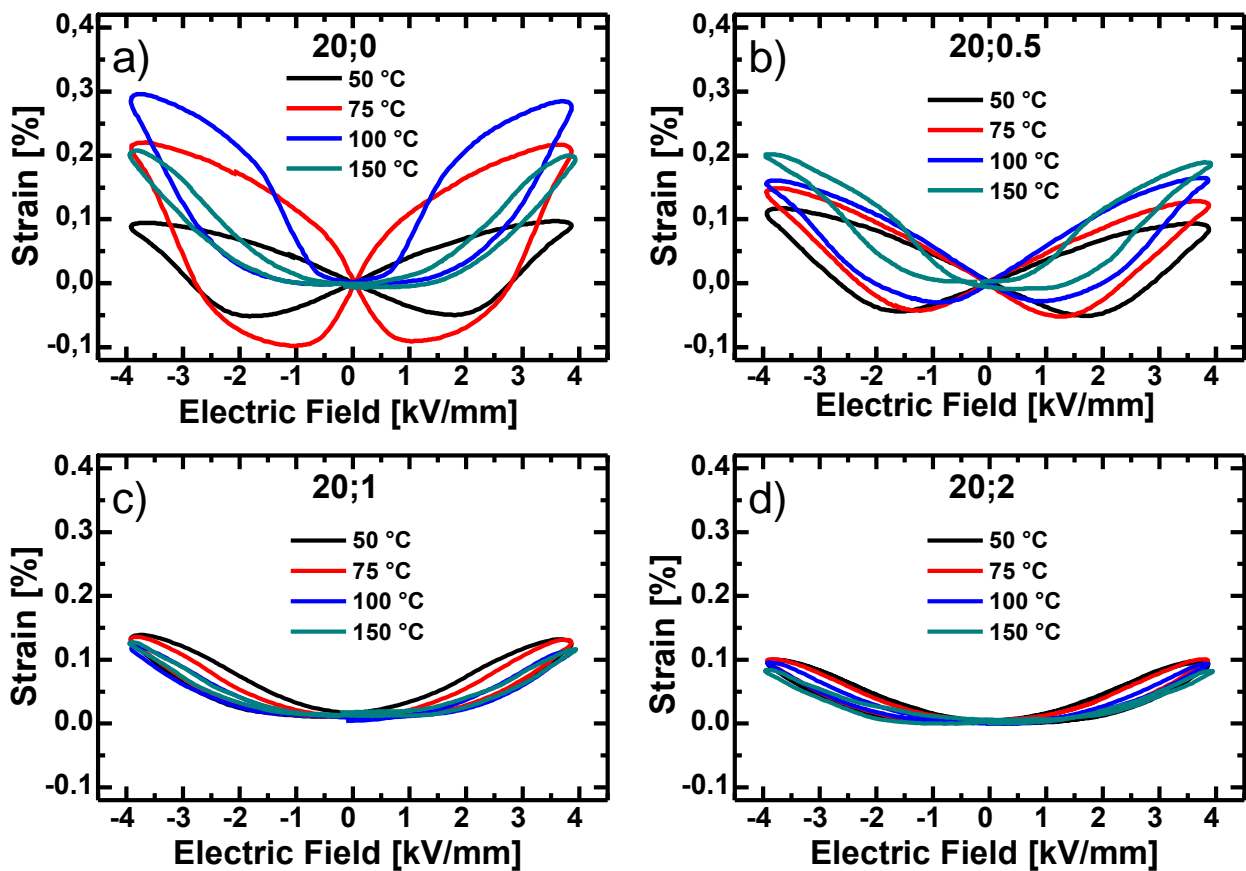 a)
20;0
50 °C
75 °C
100 °C
150 °C
0,4
0,3
0,2
0,1
0,0
-0,1
Strain [%]
-4 -3 -2 -1 0 1 2 3 4
Electric Field [kV/mm]
b)
20;0.5
50 °C
75 °C
100 °C
150 °C
0,4
0,3
0,2
0,1
0,0
-0,1
Strain [%]
-4 -3 -2 -1 0 1 2 3 4
Electric Field [kV/mm]
c)
20;1
50 °C
75 °C
100 °C
150 °C
0.4
0.3
0.2
0.1
0.0
-0.1
Strain [%]
-4 -3 -2 -1 0 1 2 3 4
Electric Field [kV/mm]
d)
20;2
50 °C
75 °C
100 °C
150 °C
0.4
0.3
0.2
0.1
0.0
-0.1
Strain [%]
-4 -3 -2 -1 0 1 2 3 4
Electric Field [kV/mm]